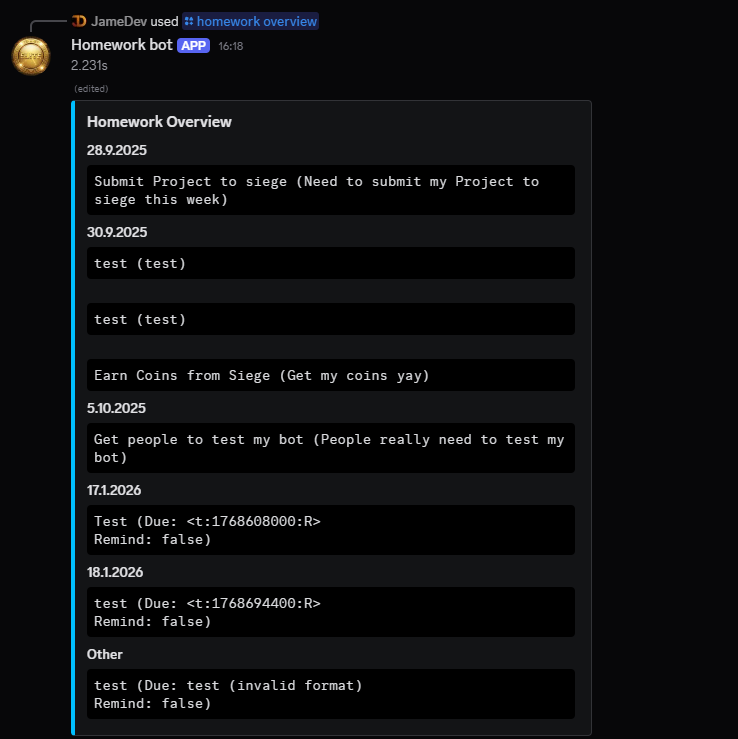 JameDev used homework overview
Homework bot APP 16:18
2.231s
(edited)
Homework Overview
28.9.2025
Submit Project to siege (Need to submit my Project to
siege this week)
30.9.2025
test (test)
test (test)
Earn Coins from Siege (Get my coins yay)
5.10.2025
Get people to test my bot (People really need to test my
bot)
17.1.2026
Test (Due: <t:1768608000:R>
Remind: false)
18.1.2026
test (Due: <t:1768694400:R>
Remind: false)
Other
test (Due: test (invalid format)
Remind: false)